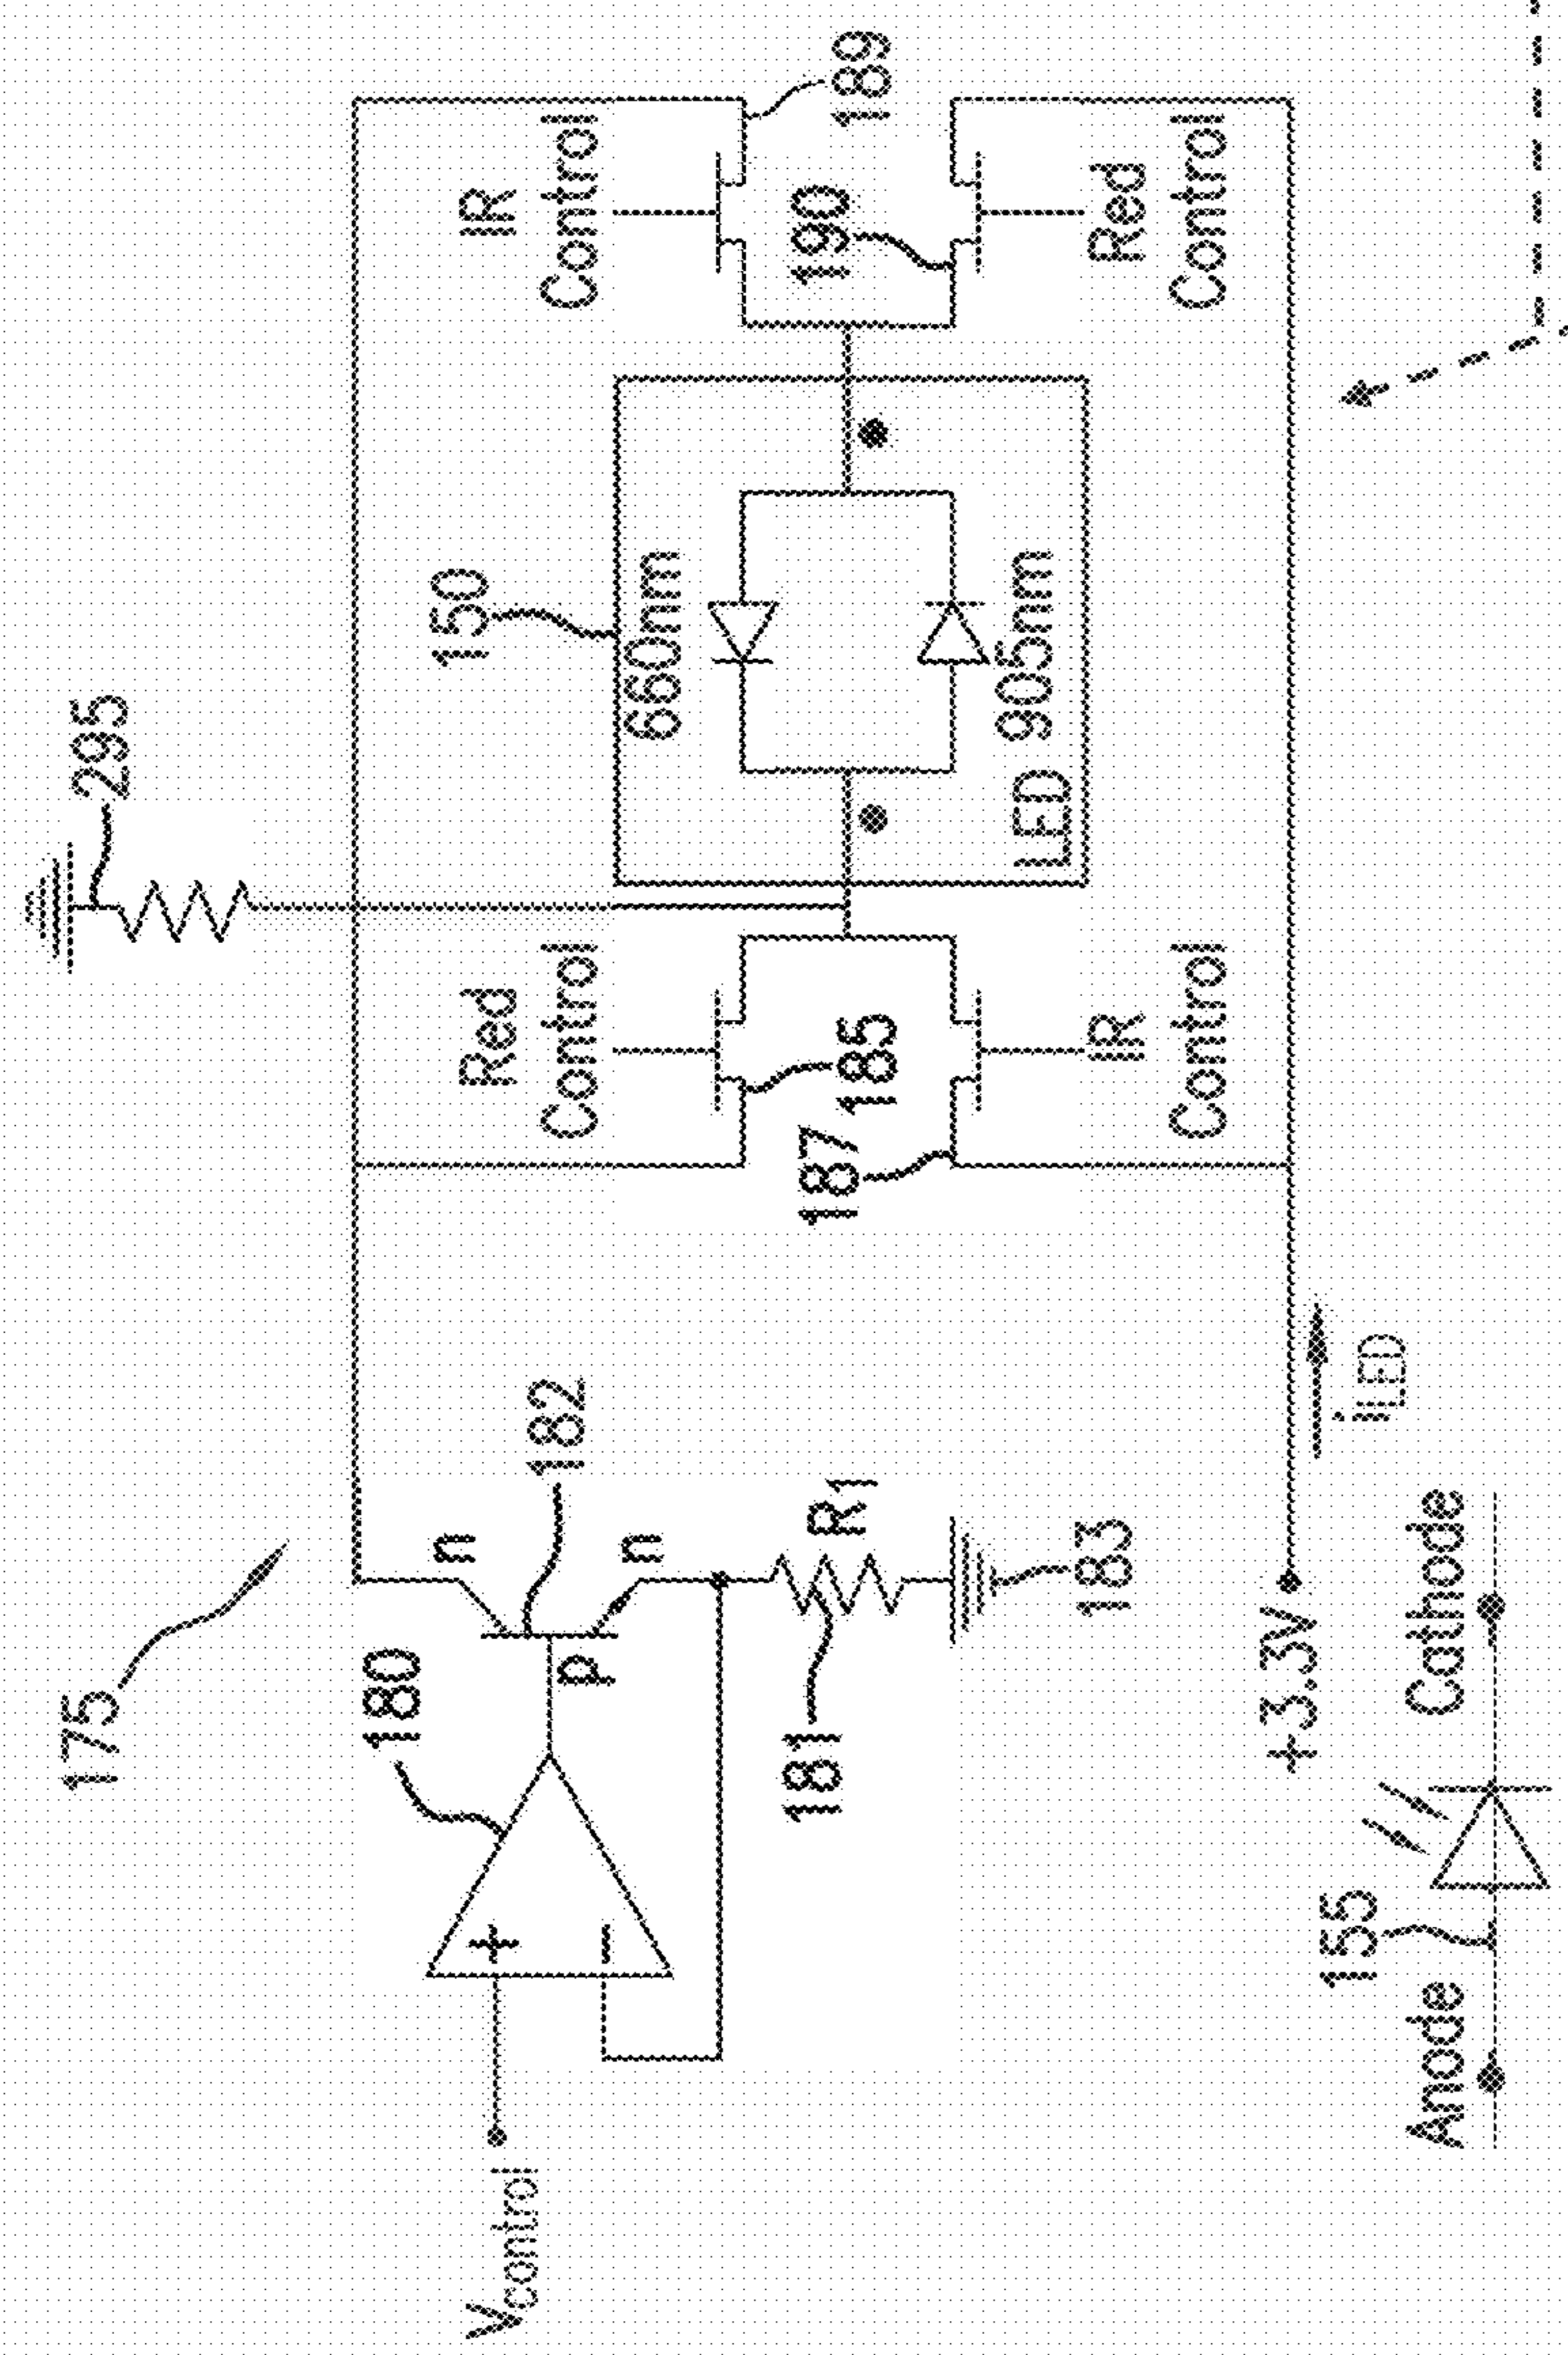 175
295
Vcontrol
180
n
182
p
n
181
R1
183
Red
Control
150
IR
Control
189
660nm
190
187
185
LED
905nm
IR
Control
Red
Control
+3.3V
iLED
155
Anode
Cathode